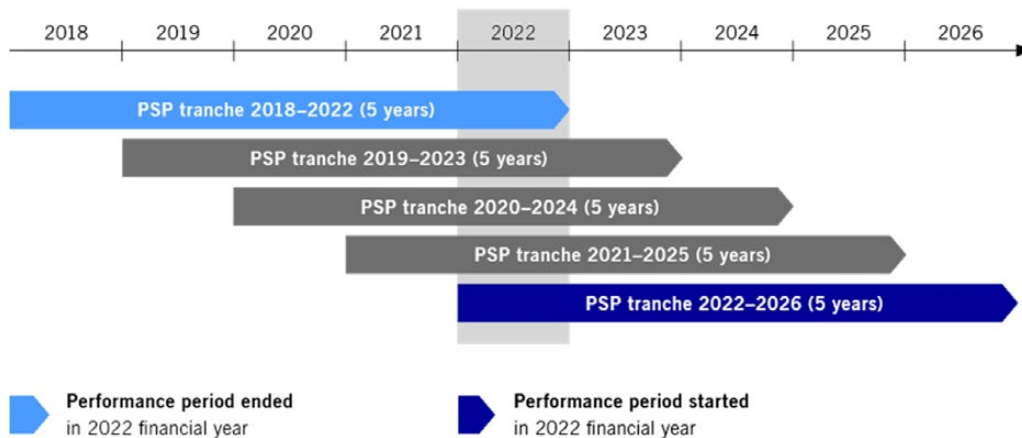 2018 2019 2020 2021 2022 2023 2024 2025 2026
PSP tranche 2018–2022 (5 years)
PSP tranche 2019–2023 (5 years)
PSP tranche 2020–2024 (5 years)
PSP tranche 2021–2025 (5 years)
PSP tranche 2022–2026 (5 years)
Performance period ended
in 2022 financial year
Performance period started
in 2022 financial year